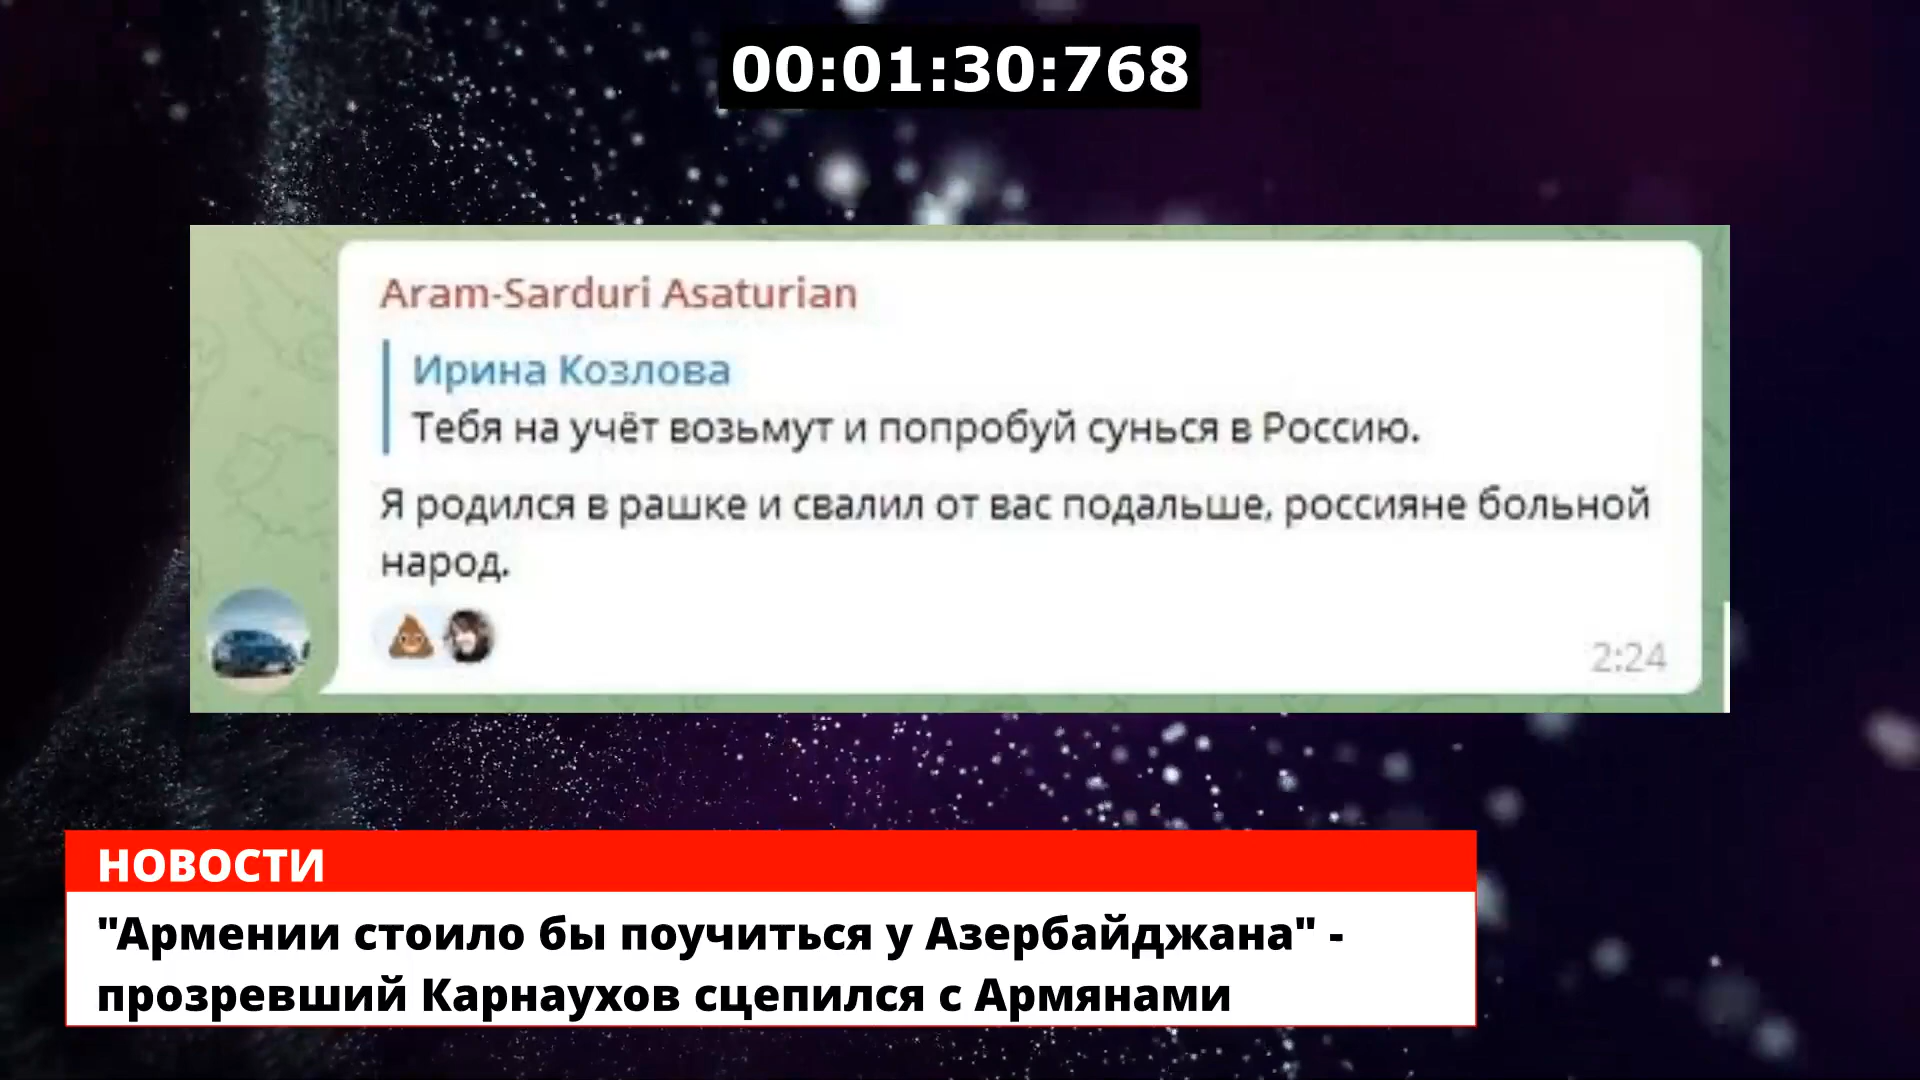 00:01:30:768
Aram-Sarduri Asaturian
Ирина Козлова
Тебя на учёт возьмут и попробуй сунься в Россию.
Я родился в рашке и свалил от вас подальше, россияне больной
народ.
2:24
НОВОСТИ
"Армении стоило бы поучиться у Азербайджана" -
прозревший Карнаухов сцепился с Армянами